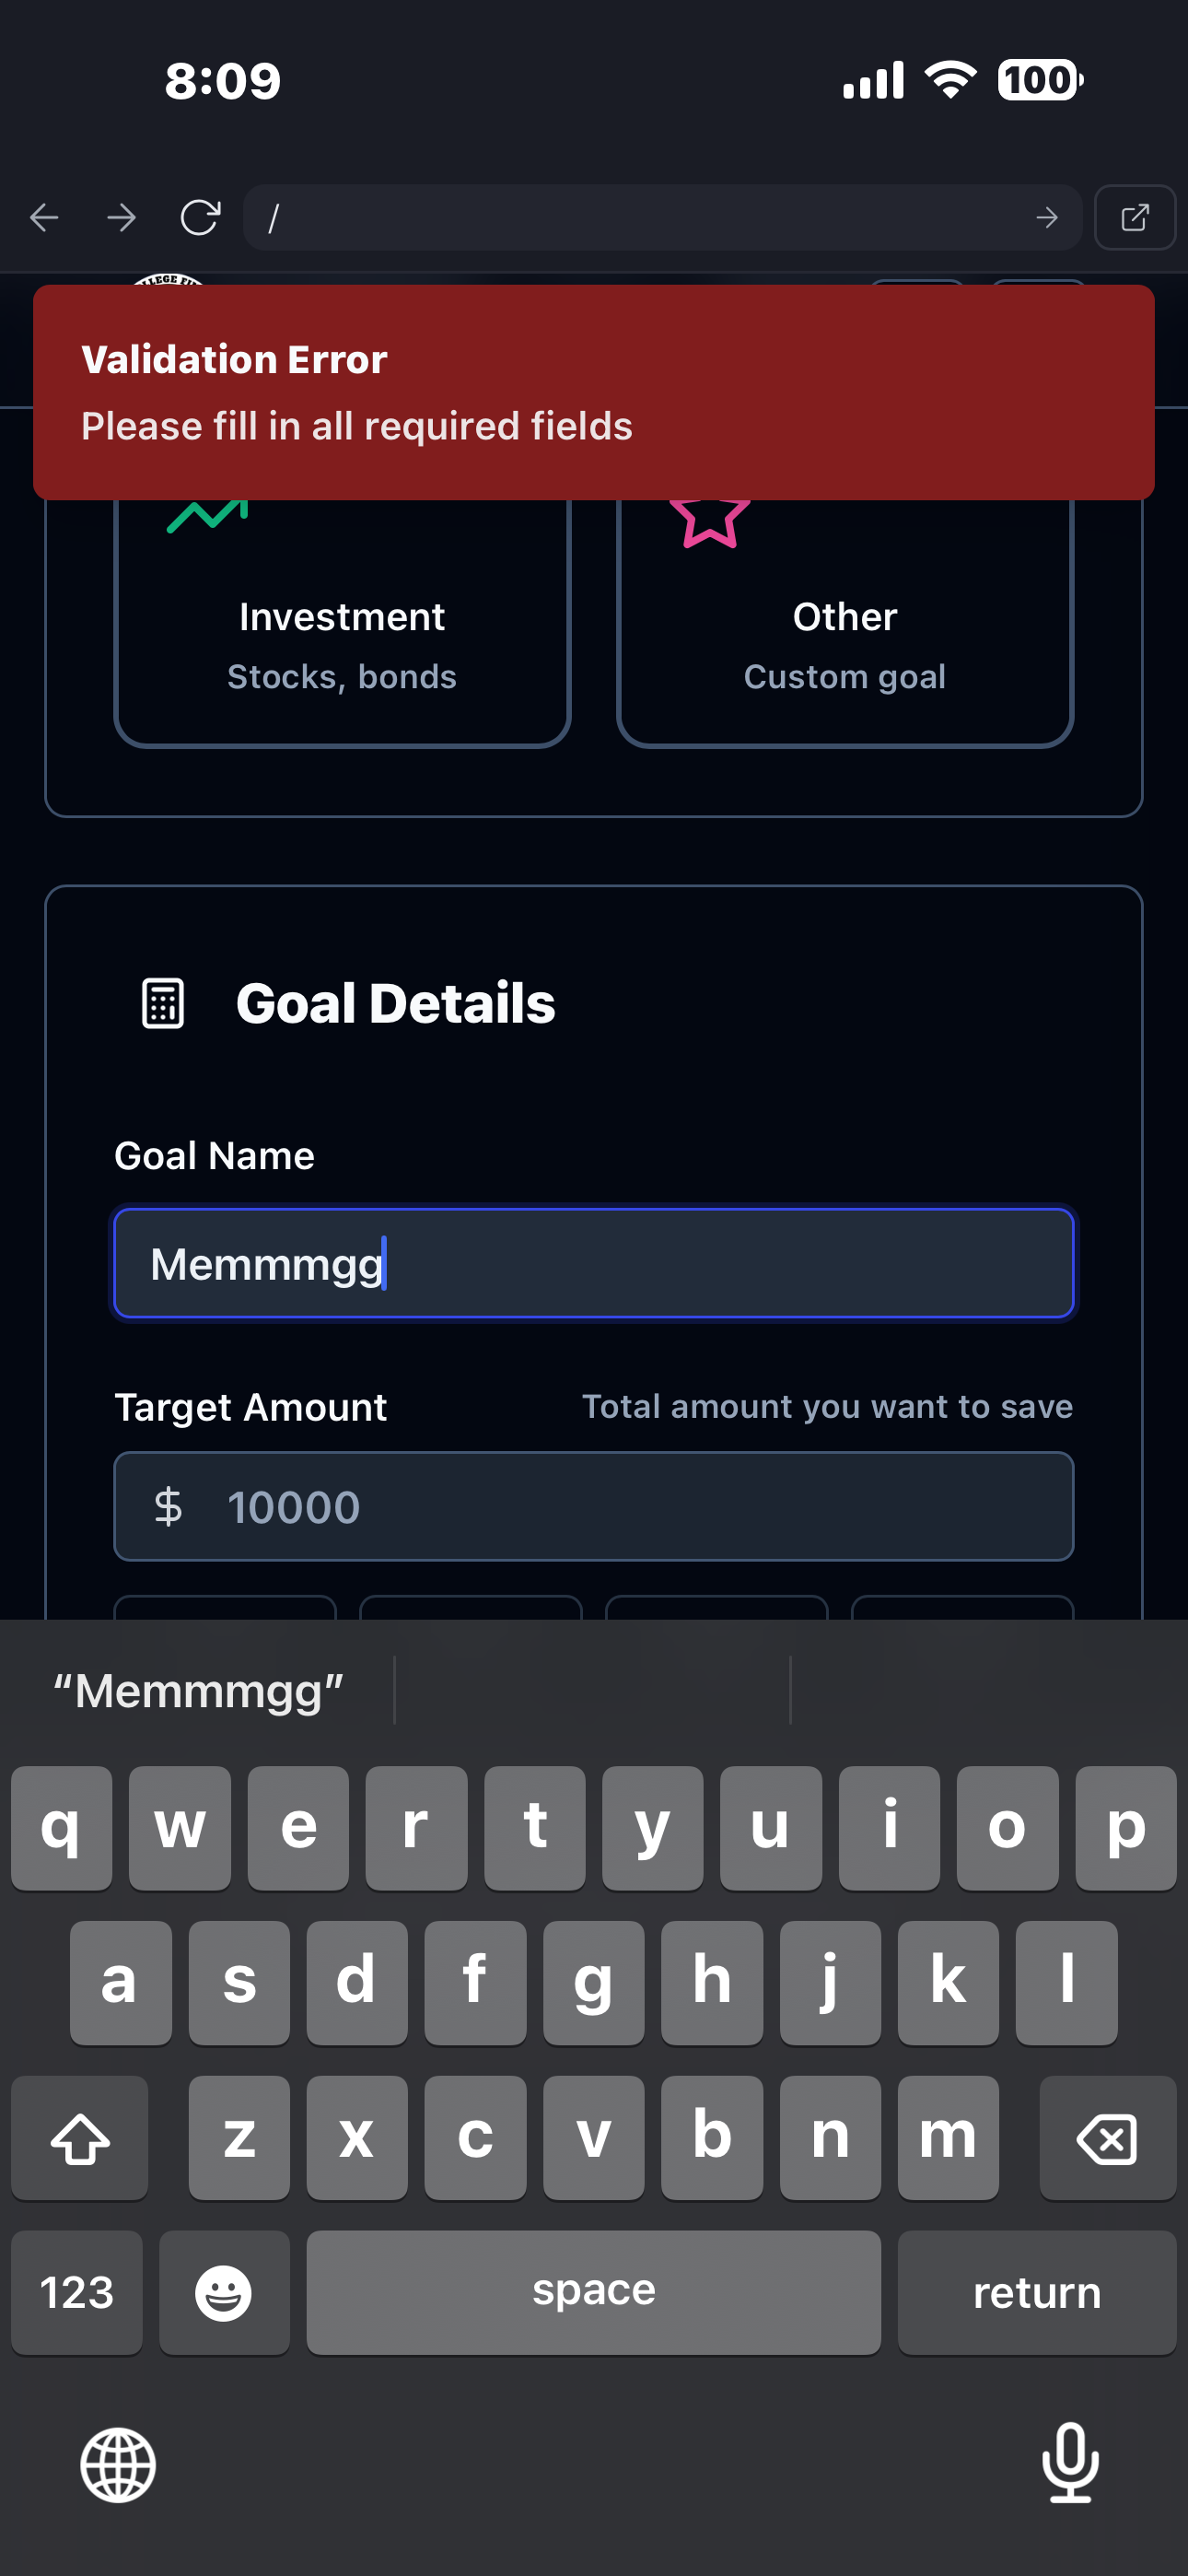 8:09
100
/
Validation Error
Please fill in all required fields
Investment
Stocks, bonds
Other
Custom goal
Goal Details
Goal Name
Memmmgg
Target Amount
Total amount you want to save
$ 10000
“Memmmgg”
q w e r t y u i o p
a s d f g h j k l
z x c v b n m
123
space
return